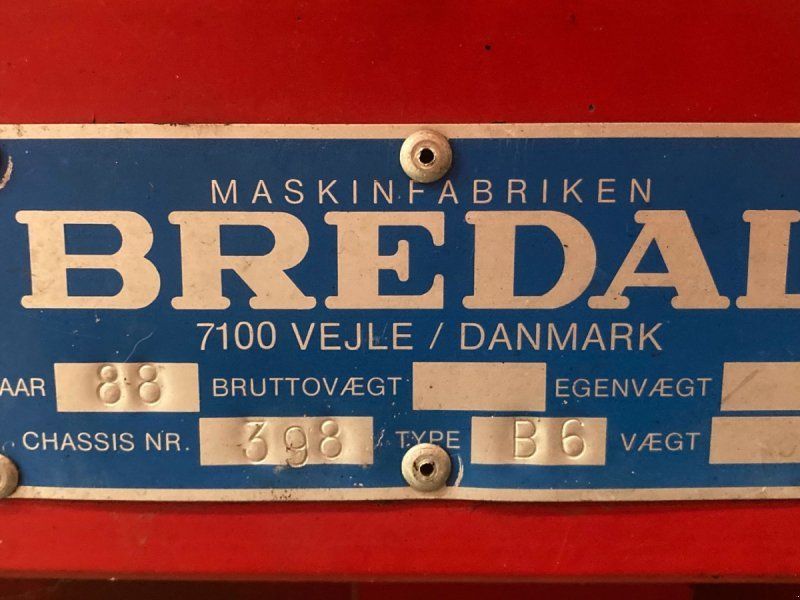 MASKINFABRIKEN
BREDAL
7100 VEJLE / DANMARK
AAR 88 BRUTTOVÆGT EGENVÆGT
CHASSIS NR. 398 TYPE B6 VÆGT